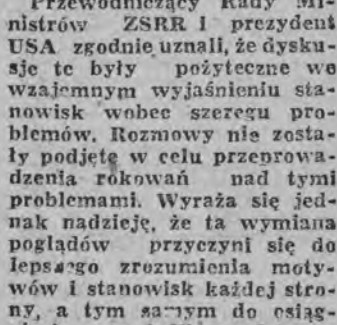 Przewodniczący Rady Mi-
nistrów ZSRR i prezydent
USA zgodnie uznali, że dysku-
sje te były pożyteczne we
wzajemnym wyjaśnieniu sta-
nowisk wobec szeregu pro-
blemów. Rozmowy nie zosta-
ły podjętę w celu przeprowa-
dzenia rokowań nad tymi
problemami. Wyraża się jed-
nak nadzieję, że ta wymiana
poglądów przyczyni się do
lepszego zrozumienia moty-
wów i stanowisk każdej stro-
ny, a tym samym do osiąg-